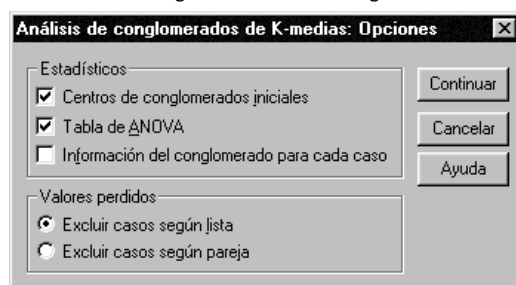 Análisis de conglomerados de K-medias: Opciones
Estadísticos
Centros de conglomerados iniciales
Tabla de ANOVA
Información del conglomerado para cada caso
Valores perdidos
Excluir casos según lista
Excluir casos según pareja
Continuar
Cancelar
Ayuda